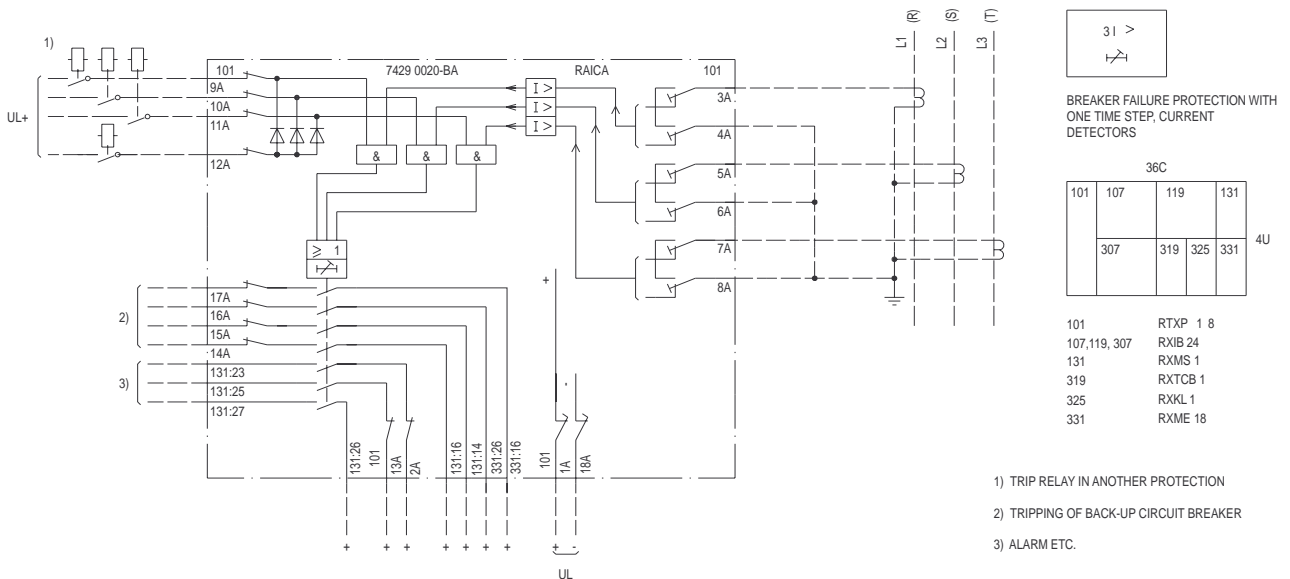 1)
UL+
101
9A
10A
11A
12A
7429 0020-BA
RAICA
101
I >
I >
I >
&
&
&
≥ 1
3A
4A
5A
6A
7A
8A
L1 (R)
L2 (S)
L3 (T)
2)
17A
16A
15A
14A
3)
131:23
131:25
131:27
131:26
101
13A
2A
131:16
131:14
331:26
331:16
+
-
101
1A
18A
+ + + + + + + + -
UL
3 I >
BREAKER FAILURE PROTECTION WITH
ONE TIME STEP, CURRENT
DETECTORS
36C
101 107 119 131
307 319 325 331
4U
101 RTXP 1 8
107,119, 307 RXIB 24
131 RXMS 1
319 RXTCB 1
325 RXKL 1
331 RXME 18
1) TRIP RELAY IN ANOTHER PROTECTION
2) TRIPPING OF BACK-UP CIRCUIT BREAKER
3) ALARM ETC.